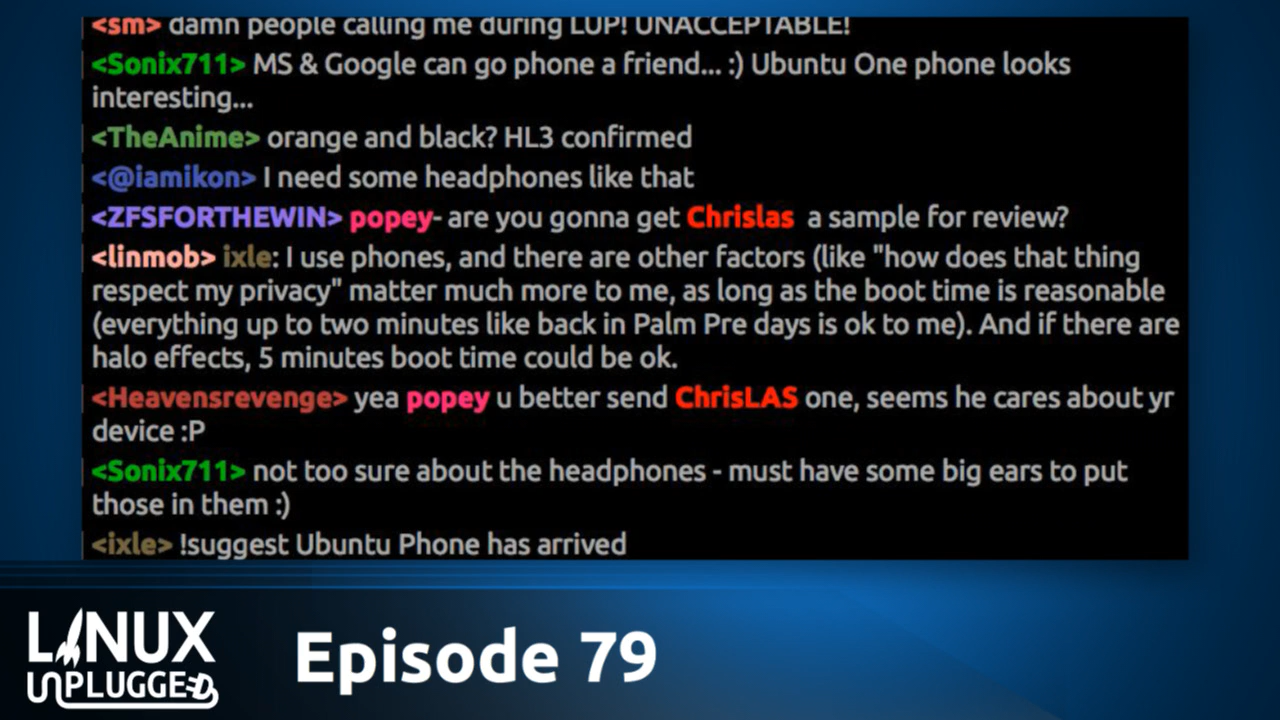 <sm> damn people calling me during LUP! UNACCEPTABLE!
<Sonix711> MS & Google can go phone a friend... :) Ubuntu One phone looks
interesting...
<TheAnime> orange and black? HL3 confirmed
<@iamikon> I need some headphones like that
<ZFSFORTHEWIN> popey- are you gonna get Chrislas  a sample for review?
<linmob> ixle: I use phones, and there are other factors (like "how does that thing
respect my privacy" matter much more to me, as long as the boot time is reasonable
(everything up to two minutes like back in Palm Pre days is ok to me). And if there are
halo effects, 5 minutes boot time could be ok.
<Heavensrevenge> yea popey u better send ChrisLAS one, seems he cares about yr
device :P
<Sonix711> not too sure about the headphones - must have some big ears to put
those in them :)
<ixle> !suggest Ubuntu Phone has arrived
LINUX
UNPLUGGED
Episode 79